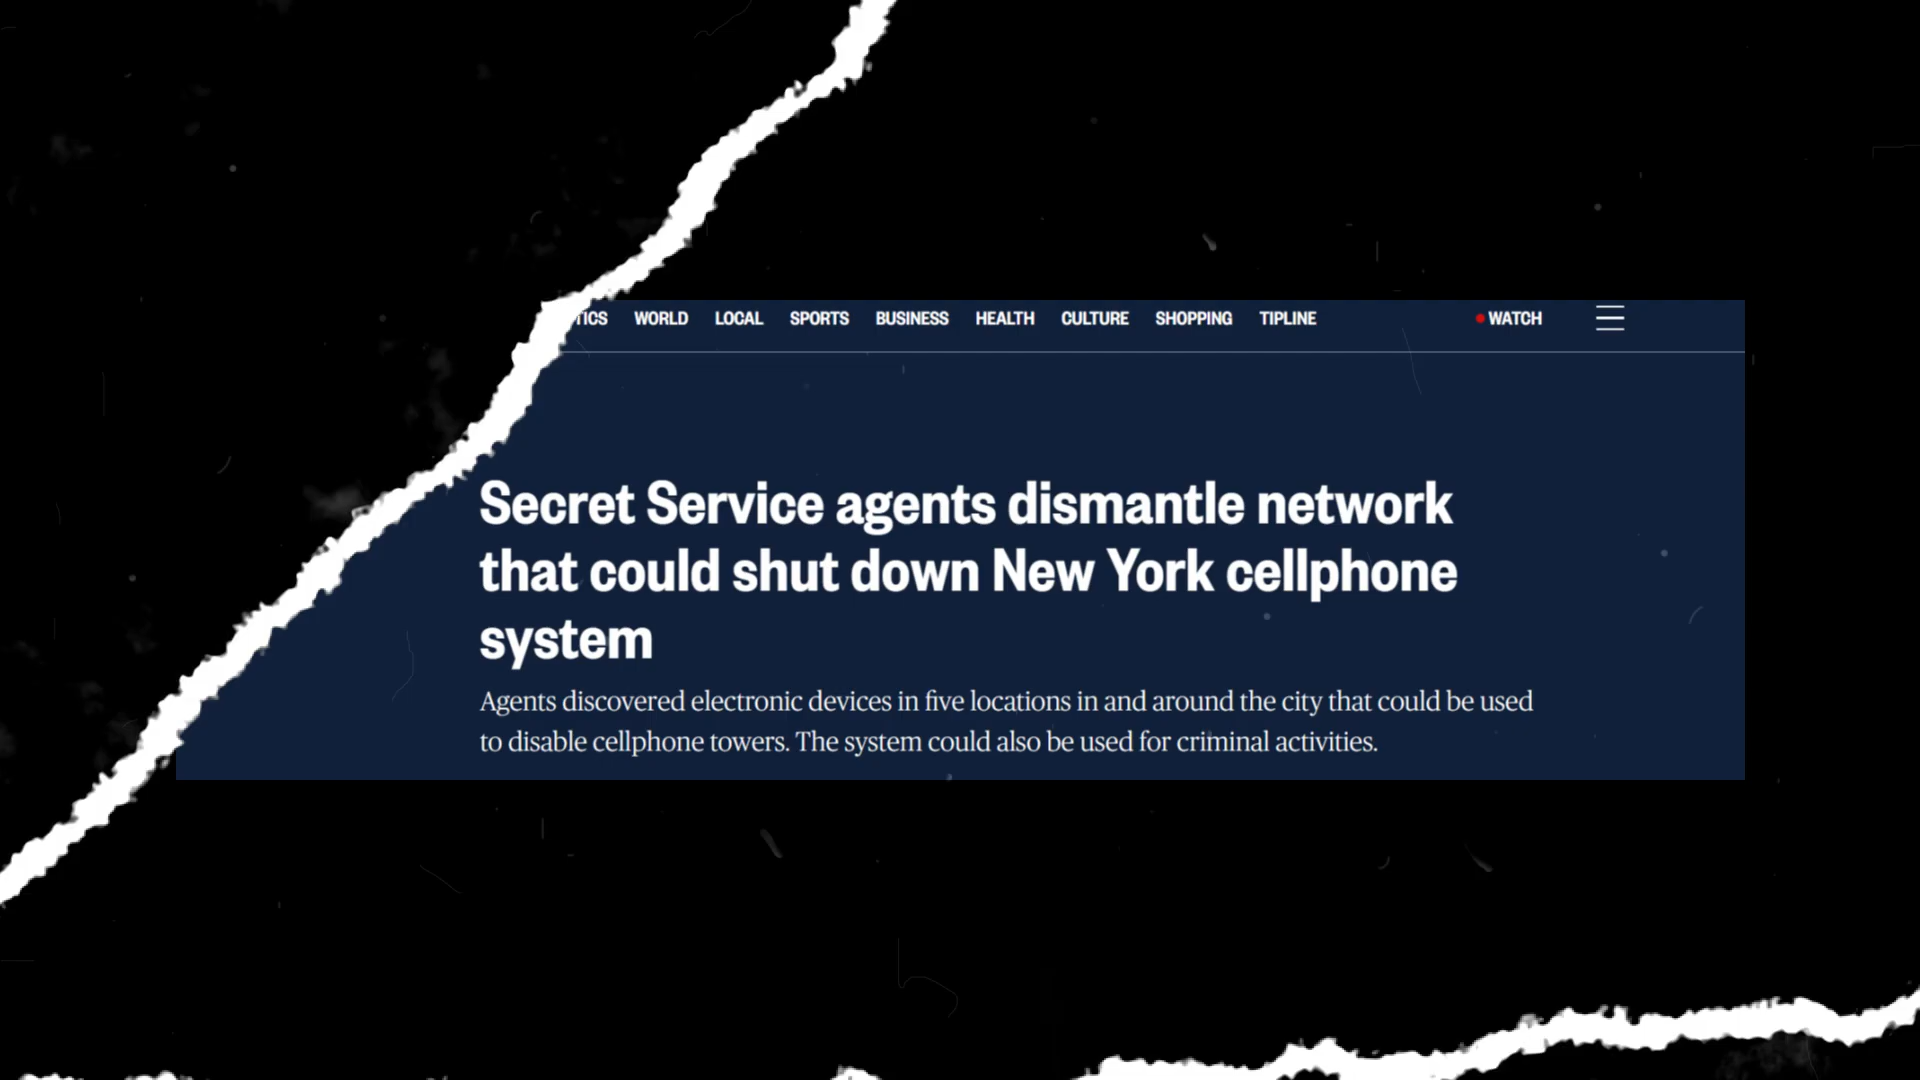 WORLD LOCAL SPORTS BUSINESS HEALTH CULTURE SHOPPING TIPLINE WATCH
Secret Service agents dismantle network
that could shut down New York cellphone
system
Agents discovered electronic devices in five locations in and around the city that could be used
to disable cellphone towers. The system could also be used for criminal activities.